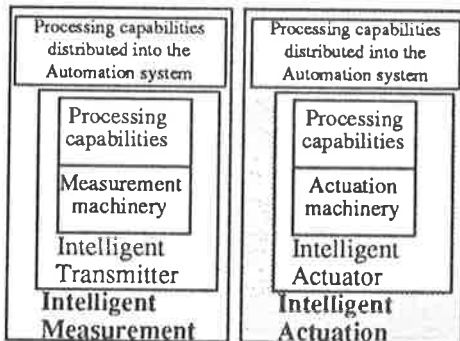 Processing capabilities
distributed into the
Automation system
Processing
capabilities
Measurement
machinery
Intelligent
Transmitter
Intelligent
Measurement
Processing capabilities
distributed into the
Automation system
Processing
capabilities
Actuation
machinery
Intelligent
Actuator
Intelligent
Actuation